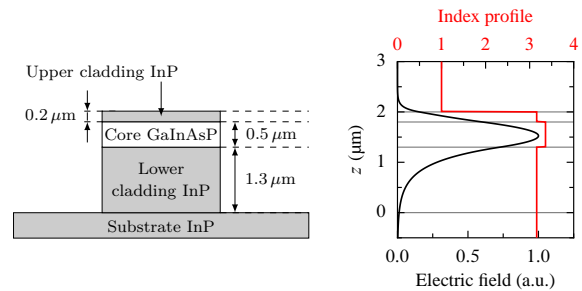 Upper cladding InP
0.2 μm
Core GaInAsP
0.5 μm
Lower
cladding InP
1.3 μm
Substrate InP
Index profile
0 1 2 3 4
3
2
1
0
z (μm)
0.0 0.5 1.0
Electric field (a.u.)